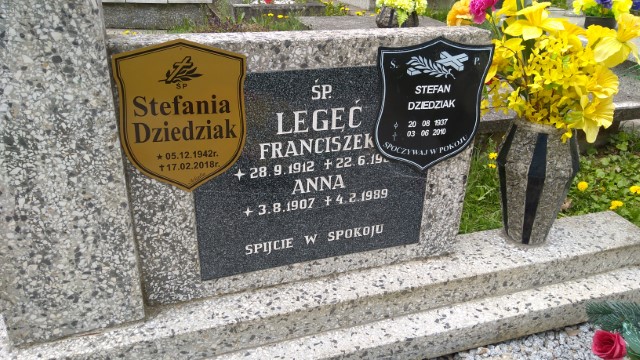 ŚP
Stefania
Dziedziak
★05.12.1942r.
✝17.02.2018r.
ŚP.
LEGEĆ
FRANCISZEK
★28.9.1912 ✝22.6.19
ANNA
★3.8.1907 ✝4.2.1989
ŚPIJCIE W SPOKOJU
Ś. P.
STEFAN
DZIEDZIAK
★ 20 08 1937
✝ 03 06 2010
SPOCZYWAJ W POKOJU